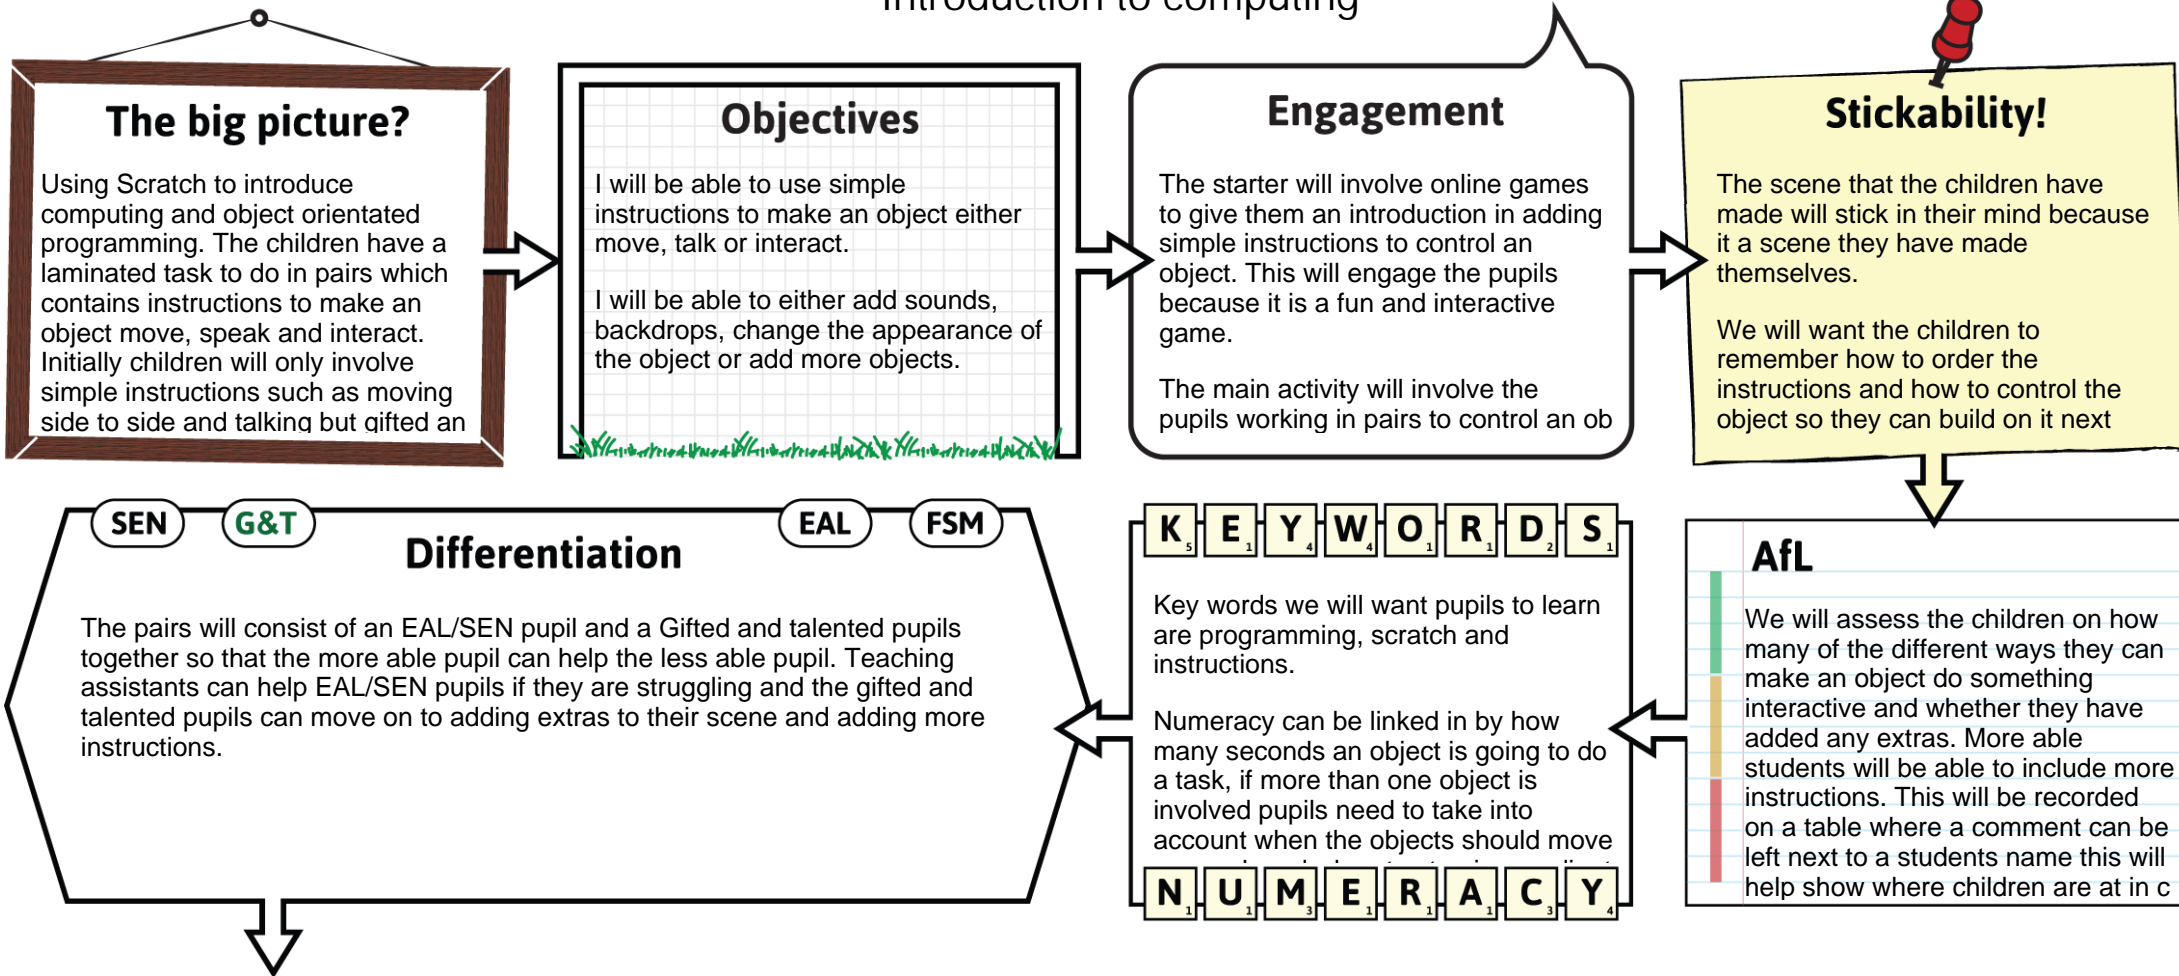 Introduction to computing
The big picture?
Using Scratch to introduce
computing and object orientated
programming. The children have a
laminated task to do in pairs which
contains instructions to make an
object move, speak and interact.
Initially children will only involve
simple instructions such as moving
side to side and talking but gifted an
Objectives
I will be able to use simple
instructions to make an object either
move, talk or interact.
I will be able to either add sounds,
backdrops, change the appearance of
the object or add more objects.
Engagement
The starter will involve online games
to give them an introduction in adding
simple instructions to control an
object. This will engage the pupils
because it is a fun and interactive
game.
The main activity will involve the
pupils working in pairs to control an ob
Stickability!
The scene that the children have
made will stick in their mind because
it a scene they have made
themselves.
We will want the children to
remember how to order the
instructions and how to control the
object so they can build on it next
AfL
We will assess the children on how
many of the different ways they can
make an object do something
interactive and whether they have
added any extras. More able
students will be able to include more
instructions. This will be recorded
on a table where a comment can be
left next to a students name this will
help show where children are at in c
K5 E1 Y4 W4 O1 R1 D2 S1
Key words we will want pupils to learn
are programming, scratch and
instructions.
Numeracy can be linked in by how
many seconds an object is going to do
a task, if more than one object is
involved pupils need to take into
account when the objects should move
N1 U1 M3 E1 R1 A1 C3 Y4
SEN G&T EAL FSM
Differentiation
The pairs will consist of an EAL/SEN pupil and a Gifted and talented pupils
together so that the more able pupil can help the less able pupil. Teaching
assistants can help EAL/SEN pupils if they are struggling and the gifted and
talented pupils can move on to adding extras to their scene and adding more
instructions.